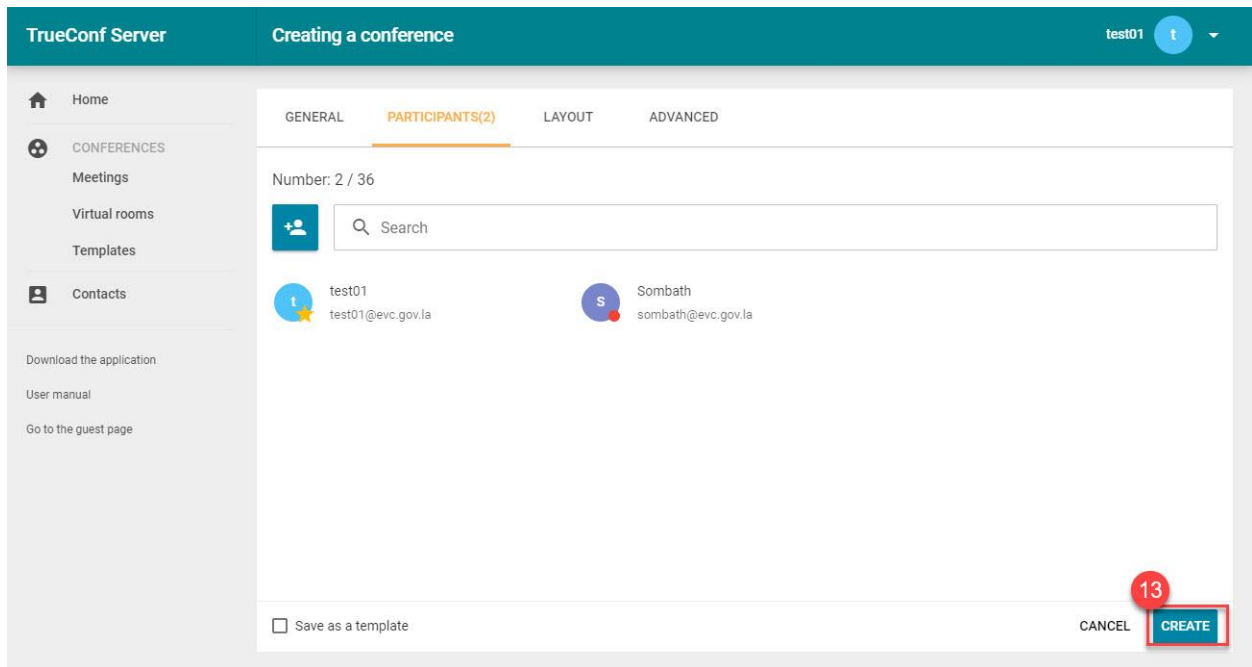 TrueConf Server
Creating a conference
test01
t
Home
CONFERENCES
Meetings
Virtual rooms
Templates
Contacts
Download the application
User manual
Go to the guest page
GENERAL PARTICIPANTS(2) LAYOUT ADVANCED
Number: 2 / 36
Search
t
test01
test01@evc.gov.la
S
Sombath
sombath@evc.gov.la
13
Save as a template
CANCEL CREATE